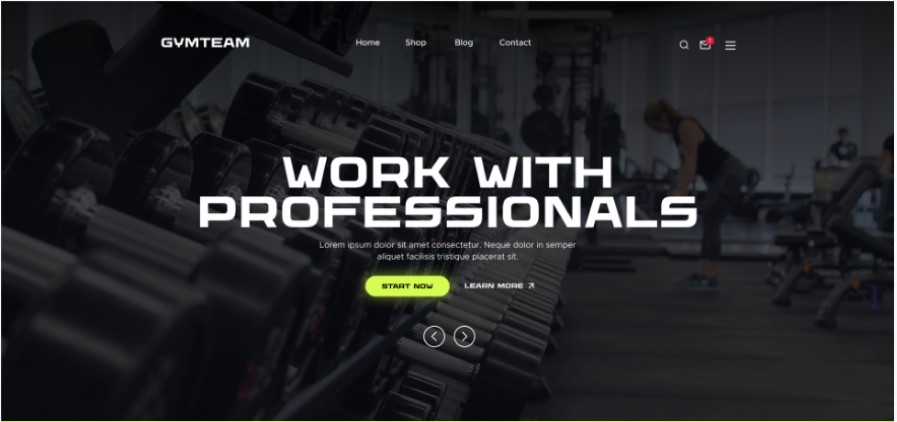 GYMTEAM
Home Shop Blog Contact
WORK WITH
PROFESSIONALS
Lorem ipsum dolor sit amet consectetur. Neque dolor in semper
aliquet facilisis tristique placerat sit.
START NOW LEARN MORE